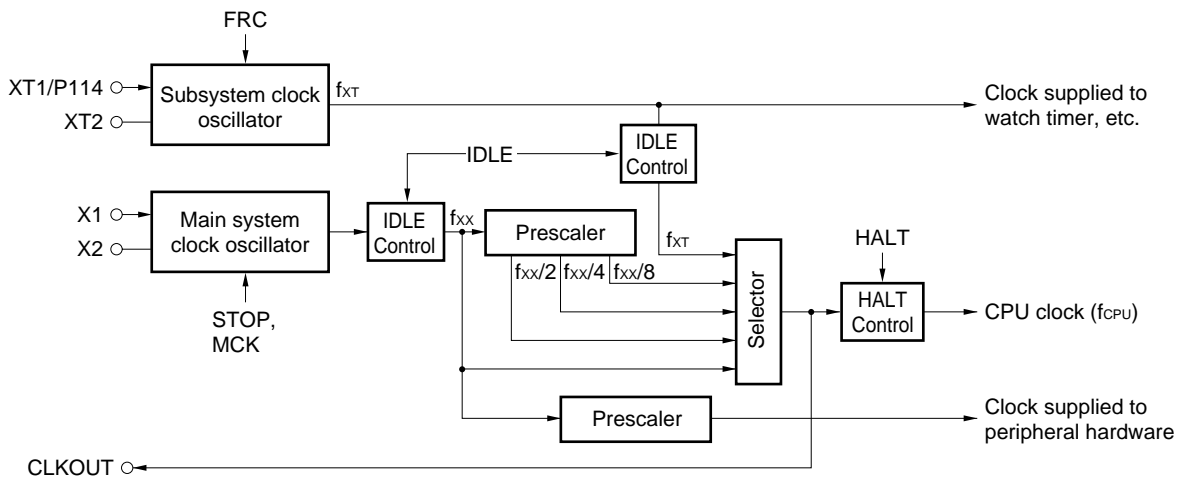 FRC
XT1/P114
XT2
Subsystem clock
oscillator
fXT
Clock supplied to
watch timer, etc.
IDLE
IDLE
Control
X1
X2
Main system
clock oscillator
IDLE
Control
fXX
Prescaler
fXT
fXX/2
fXX/4
fXX/8
Selector
HALT
HALT
Control
CPU clock (fCPU)
STOP,
MCK
Prescaler
Clock supplied to
peripheral hardware
CLKOUT